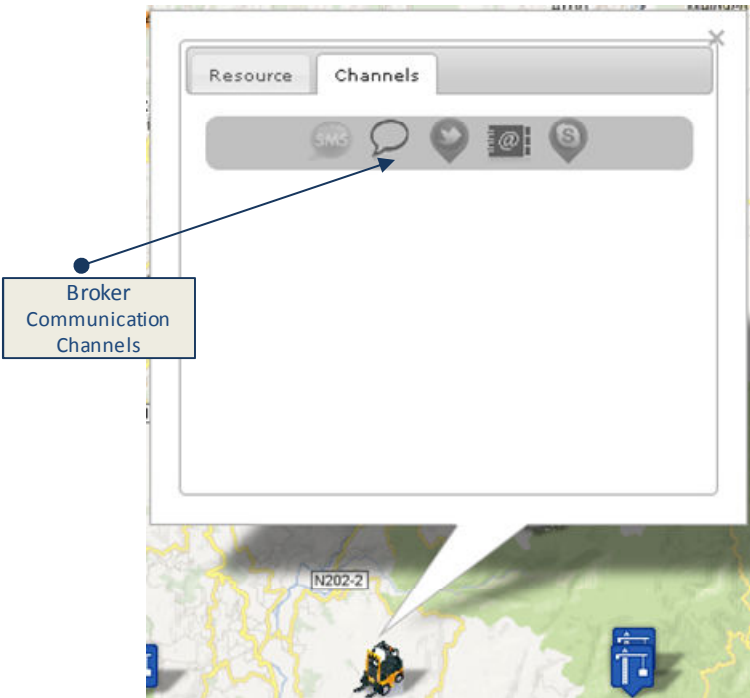 Resource
Channels
SMS
@
S
Broker
Communication
Channels
N202-2